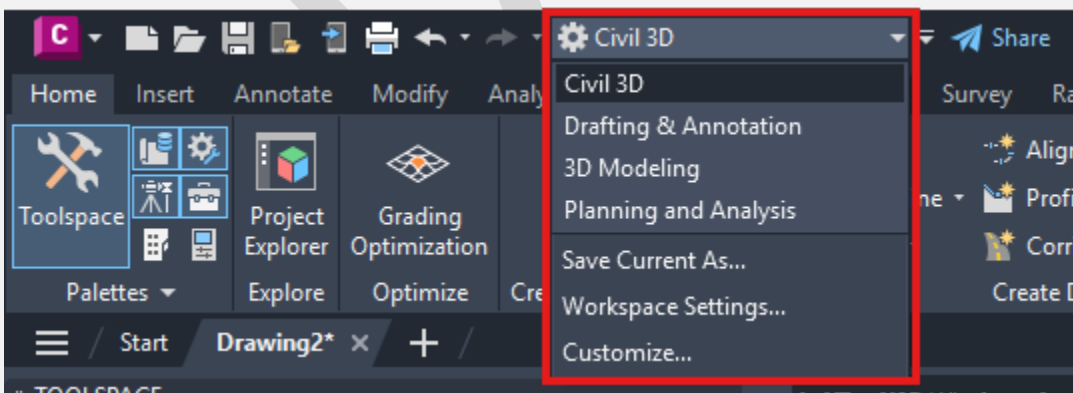 C
Civil 3D
Share
Home Insert Annotate Modify
Survey
Civil 3D
Drafting & Annotation
3D Modeling
Planning and Analysis
Save Current As...
Workspace Settings...
Customize...
Toolspace
Project
Explorer
Grading
Optimization
Palettes
Explore
Optimize
Create
Start
Drawing2*
TOOLSPACE